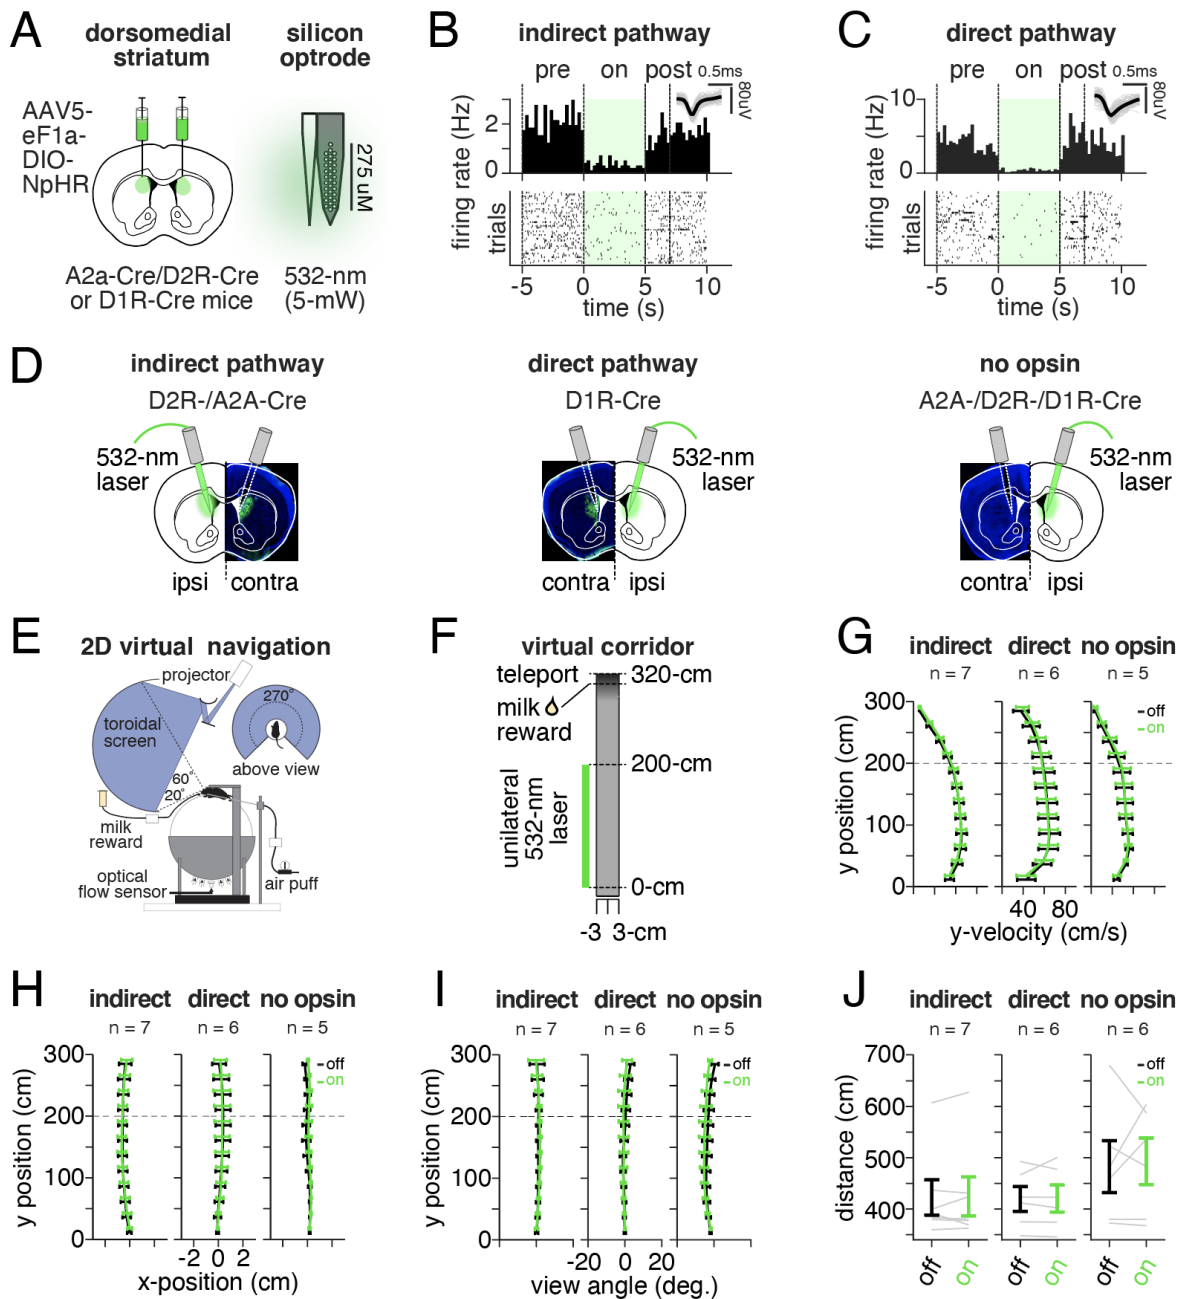 A
dorsomedial
striatum
silicon
optrode
AAV5-
eF1a-
DIO-
NpHR
275 uM
A2a-Cre/D2R-Cre
or D1R-Cre mice
532-nm
(5-mW)
B
indirect pathway
pre on post 0.5ms
80uV
firing rate (Hz)
2
0
trials
-5 0 5 10
time (s)
C
direct pathway
pre on post 0.5ms
80uV
firing rate (Hz)
10
0
trials
-5 0 5 10
time (s)
D
indirect pathway
D2R-/A2A-Cre
532-nm
laser
ipsi contra
direct pathway
D1R-Cre
532-nm
laser
contra ipsi
no opsin
A2A-/D2R-/D1R-Cre
532-nm
laser
contra ipsi
E
2D virtual navigation
projector
toroidal
screen
270°
above view
60°
20°
milk
reward
optical
flow sensor
air puff
F
virtual corridor
teleport
320-cm
milk
reward
200-cm
unilateral
532-nm
laser
0-cm
-3 3-cm
G
indirect direct no opsin
n = 7 n = 6 n = 5
off
on
y position (cm)
300
200
100
0
40 80
y-velocity (cm/s)
H
indirect direct no opsin
n = 7 n = 6 n = 5
off
on
y position (cm)
300
200
100
0
-2 0 2
x-position (cm)
I
indirect direct no opsin
n = 7 n = 6 n = 5
off
on
y position (cm)
300
200
100
0
-20 0 20
view angle (deg.)
J
indirect direct no opsin
n = 7 n = 6 n = 6
off
on
distance (cm)
700
600
500
400
off on off on off on